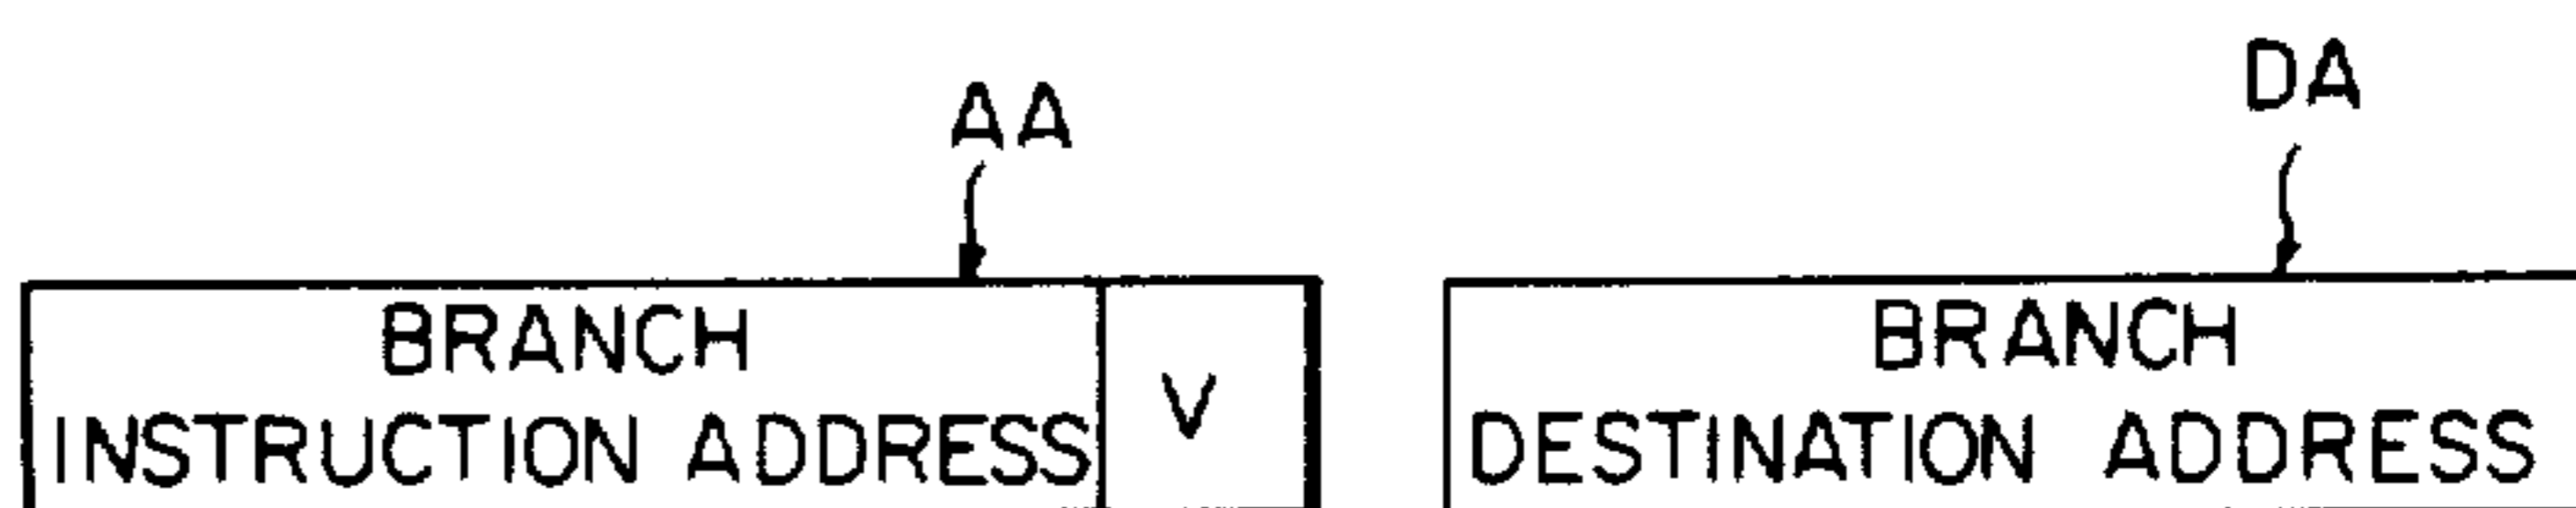 AA
DA
BRANCH
INSTRUCTION ADDRESS
V
BRANCH
DESTINATION ADDRESS